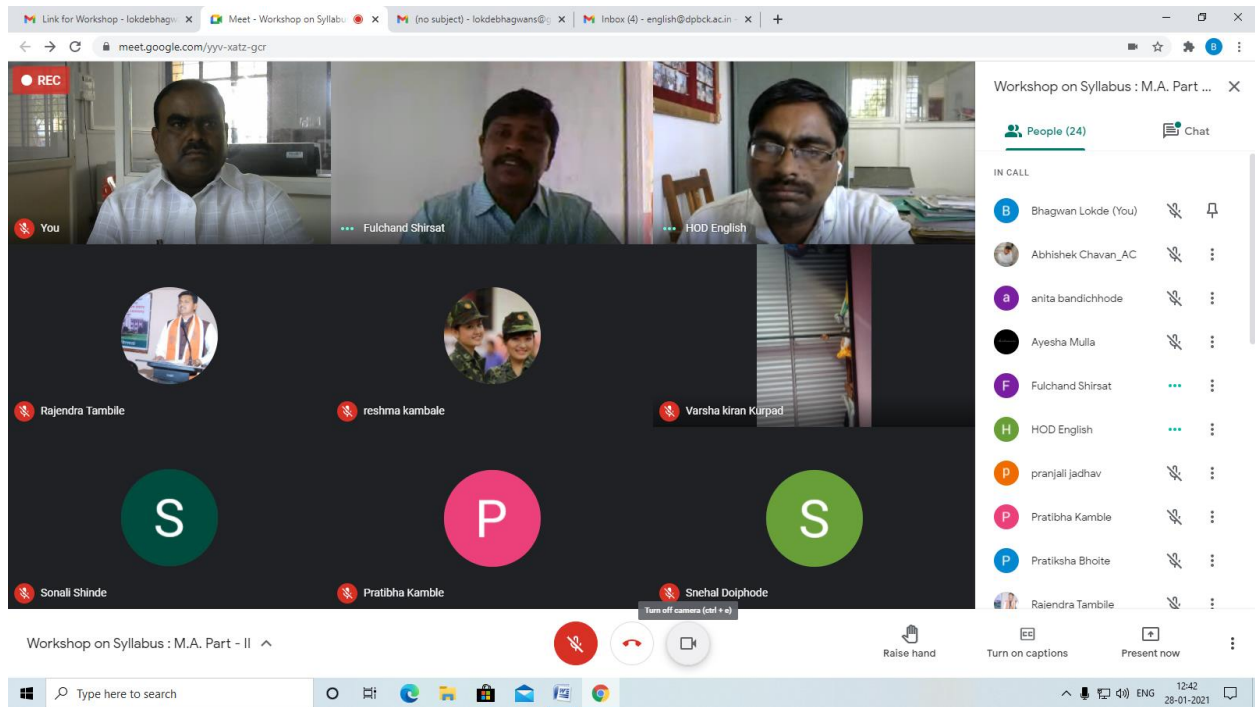 Link for Workshop - lokdebhagw
Meet - Workshop on Syllabu
(no subject) - lokdebhagwans@g
Inbox (4) - english@dpbck.ac.in -
meet.google.com/yyv-xatz-gcr
B
REC
You
Fulchand Shirsat
HOD English
Rajendra Tambile
reshma kambale
Varsha kiran Kurpad
S
Sonali Shinde
P
Pratibha Kamble
S
Snehal Doiphode
Turn off camera (ctrl + e)
Workshop on Syllabus : M.A. Part ...
People (24)
Chat
IN CALL
B Bhagwan Lokde (You)
Abhishek Chavan_AC
a anita bandichhode
Ayesha Mulla
F Fulchand Shirsat
H HOD English
p pranjali jadhav
P Pratibha Kamble
P Pratiksha Bhoite
Rajendra Tambile
Workshop on Syllabus : M.A. Part - II
Raise hand
CC
Turn on captions
Present now
Type here to search
ENG
12:42
28-01-2021